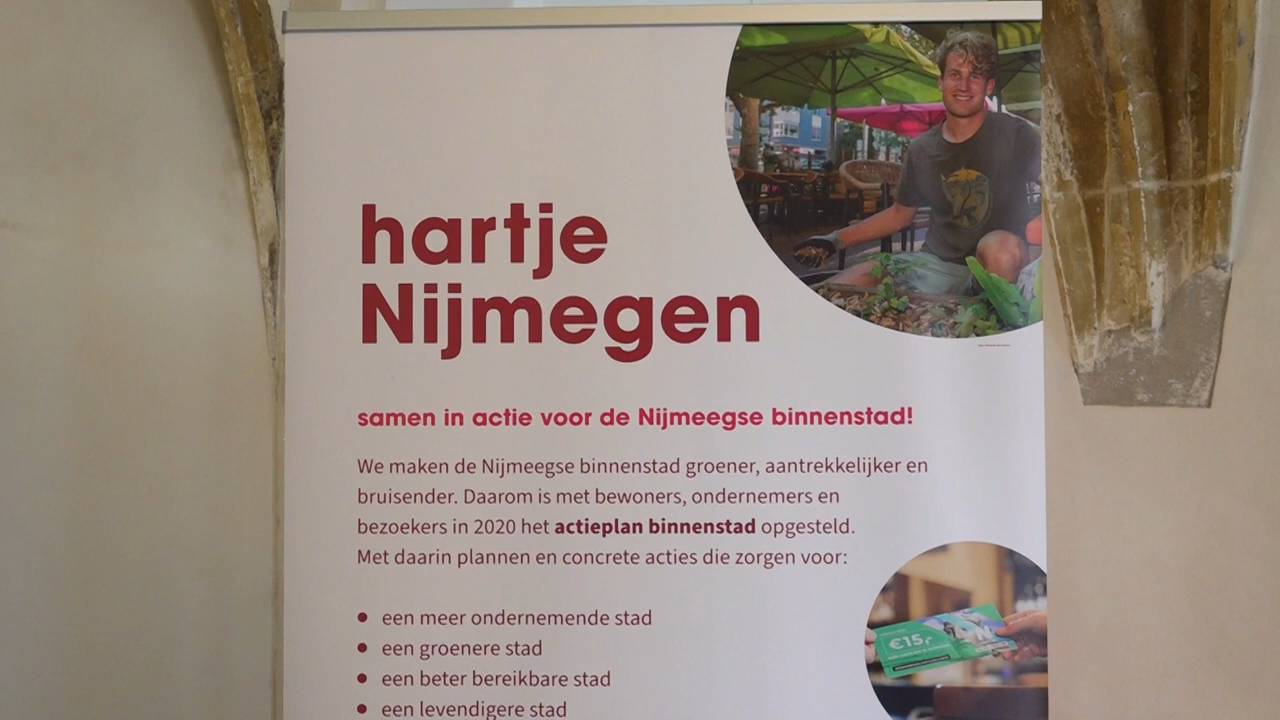 hartje
Nijmegen
samen in actie voor de Nijmeegse binnenstad!
We maken de Nijmeegse binnenstad groener, aantrekkelijker en
bruisender. Daarom is met bewoners, ondernemers en
bezoekers in 2020 het actieplan binnenstad opgesteld.
Met daarin plannen en concrete acties die zorgen voor:
• een meer ondernemende stad
• een groenere stad
• een beter bereikbare stad
• een levendigere stad
€15,-